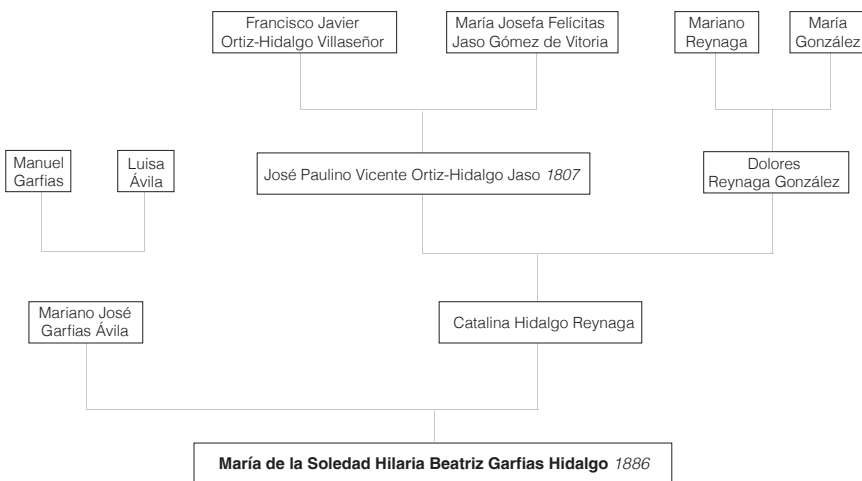 Francisco Javier
Ortiz-Hidalgo Villaseñor
María Josefa Felícitas
Jaso Gómez de Vitoria
Mariano
Reynaga
María
González
Manuel
Garfias
Luisa
Ávila
José Paulino Vicente Ortiz-Hidalgo Jaso 1807
Dolores
Reynaga González
Mariano José
Garfias Ávila
Catalina Hidalgo Reynaga
María de la Soledad Hilaria Beatriz Garfias Hidalgo 1886